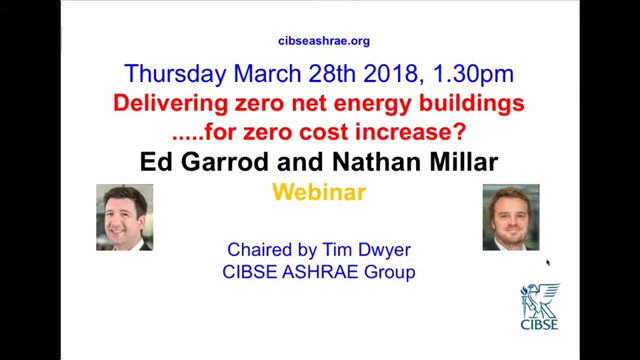 cibseashrae.org
Thursday March 28th 2018, 1.30pm
Delivering zero net energy buildings
.....for zero cost increase?
Ed Garrod and Nathan Millar
Webinar
Chaired by Tim Dwyer
CIBSE ASHRAE Group
CIBSE